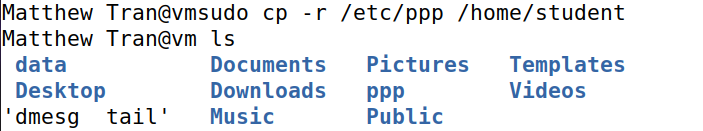 Matthew Tran@vmsudo cp -r /etc/ppp /home/student
Matthew Tran@vm ls
data Documents Pictures Templates
Desktop Downloads ppp Videos
'dmesg  tail' Music Public